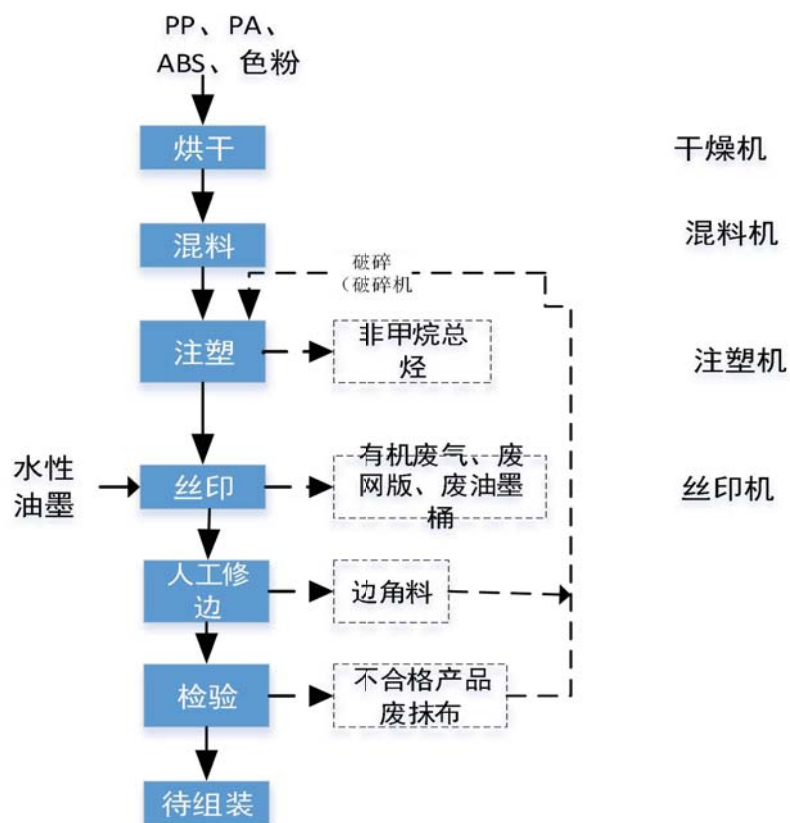 PP、PA、
ABS、色粉
烘干
干燥机
混料
混料机
破碎
（破碎机
注塑
非甲烷总
烃
注塑机
水性
油墨
丝印
有机废气、废
网版、废油墨
桶
丝印机
人工修
边
边角料
检验
不合格产品
废抹布
待组装